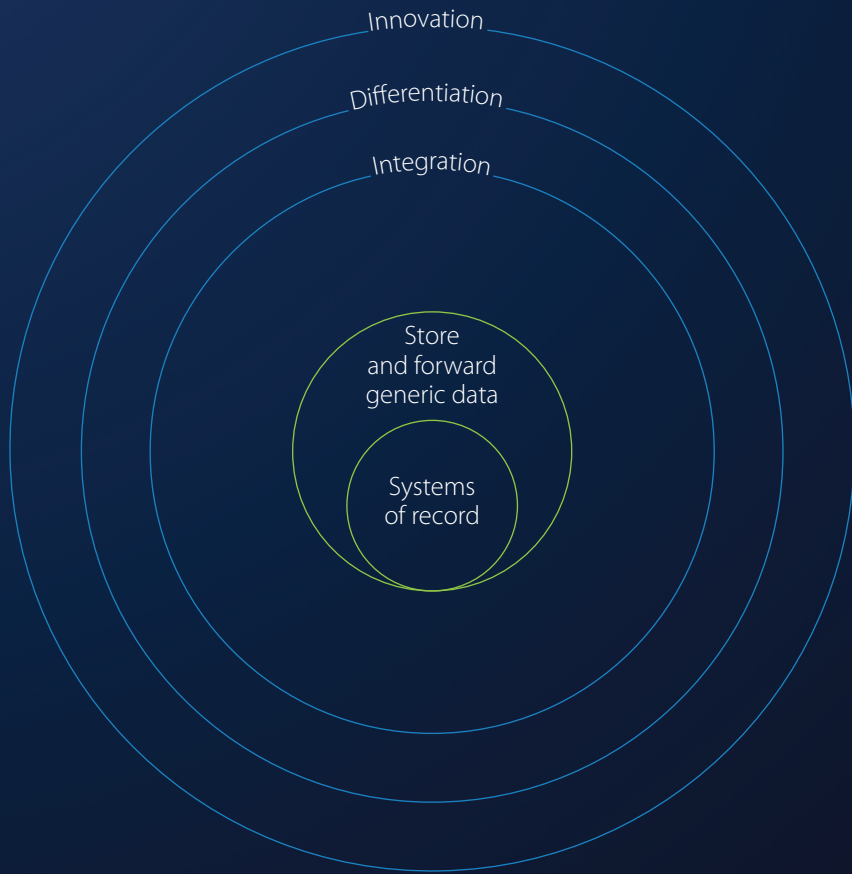 Innovation
Differentiation
Integration
Store
and forward
generic data
Systems
of record